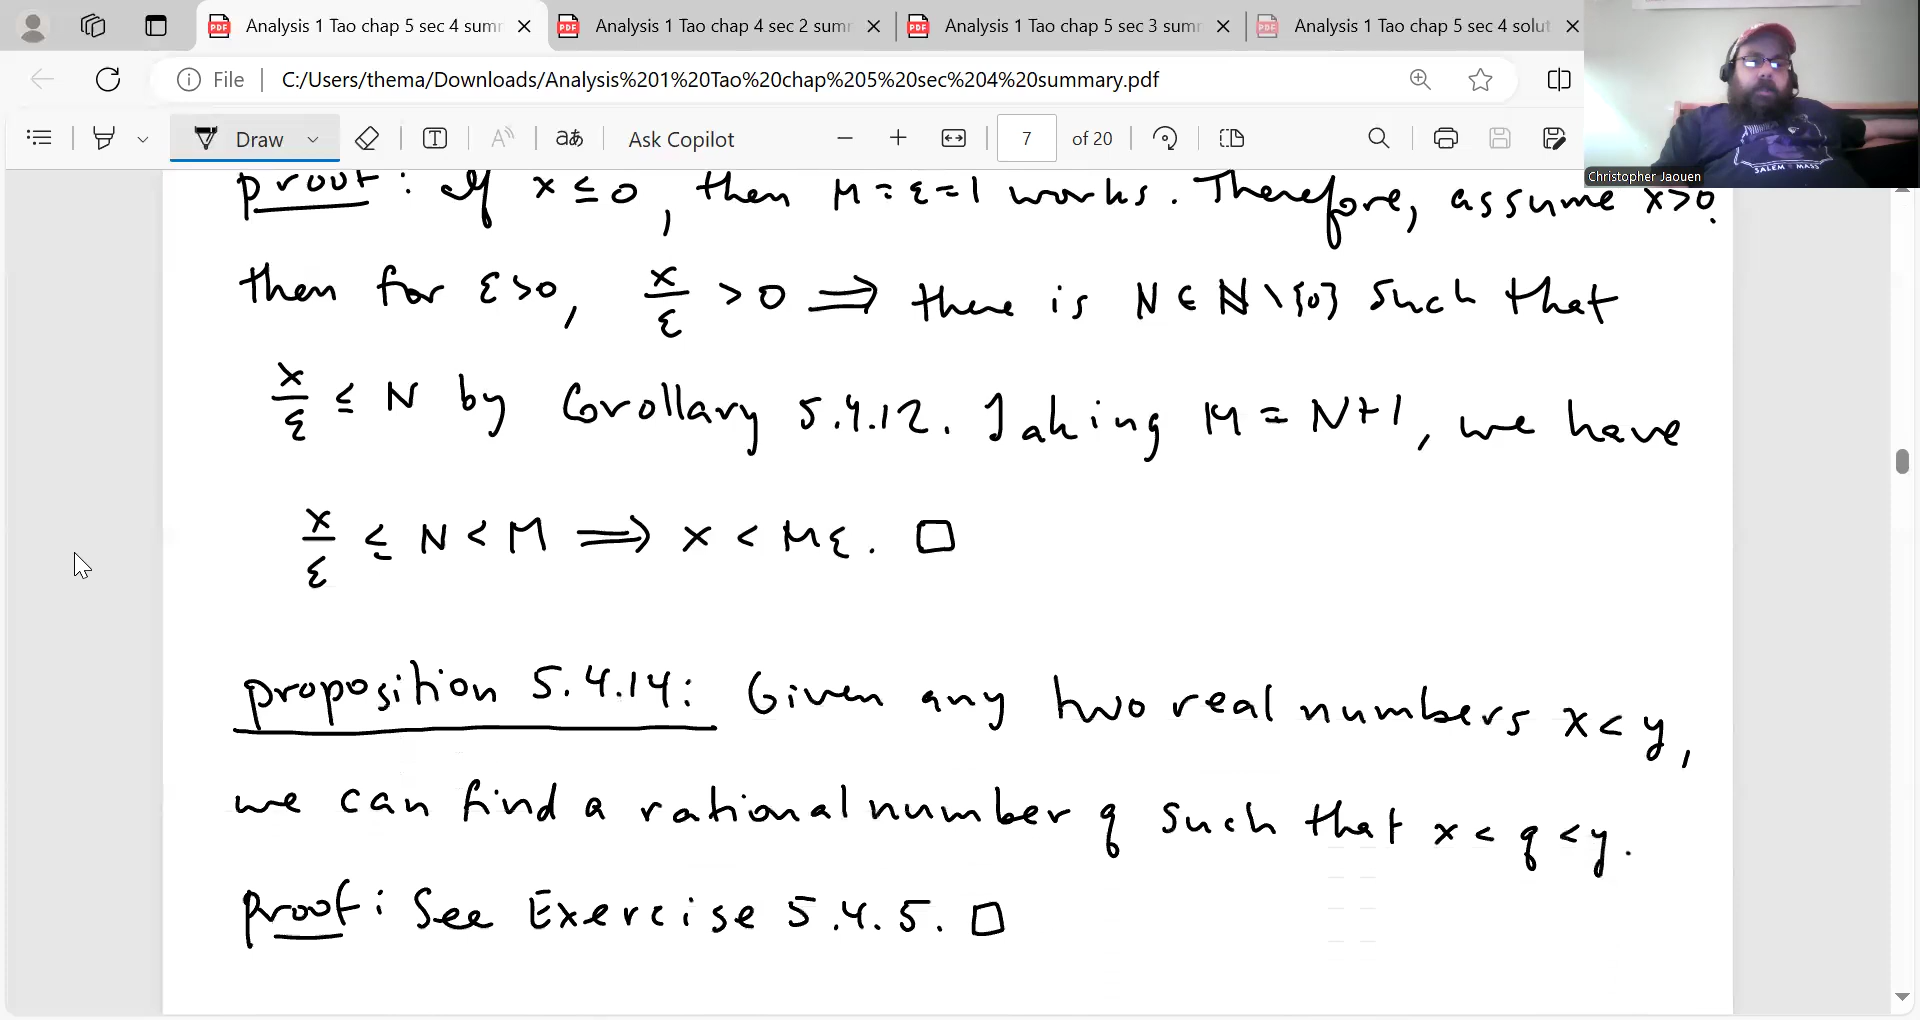 Analysis 1 Tao chap 5 sec 4 sumr
Analysis 1 Tao chap 4 sec 2 sumr
Analysis 1 Tao chap 5 sec 3 sumr
Analysis 1 Tao chap 5 sec 4 solut
File
C:/Users/thema/Downloads/Analysis%201%20Tao%20chap%205%20sec%204%20summary.pdf
Draw
Ask Copilot
7 of 20
SALEM MASS
Christopher Jaouen
proof: If x ≤ 0, then M = ε = 1 works. Therefore, assume x > 0.
then for ε > 0, x/ε > 0 ⟹ there is N ∈ ℕ \ {0} such that
x/ε ≤ N by Corollary 5.4.12. Taking M = N+1, we have
x/ε ≤ N < M ⟹ x < Mε. □
proposition 5.4.14: Given any two real numbers x < y,
we can find a rational number q such that x < q < y.
proof: See Exercise 5.4.5. □